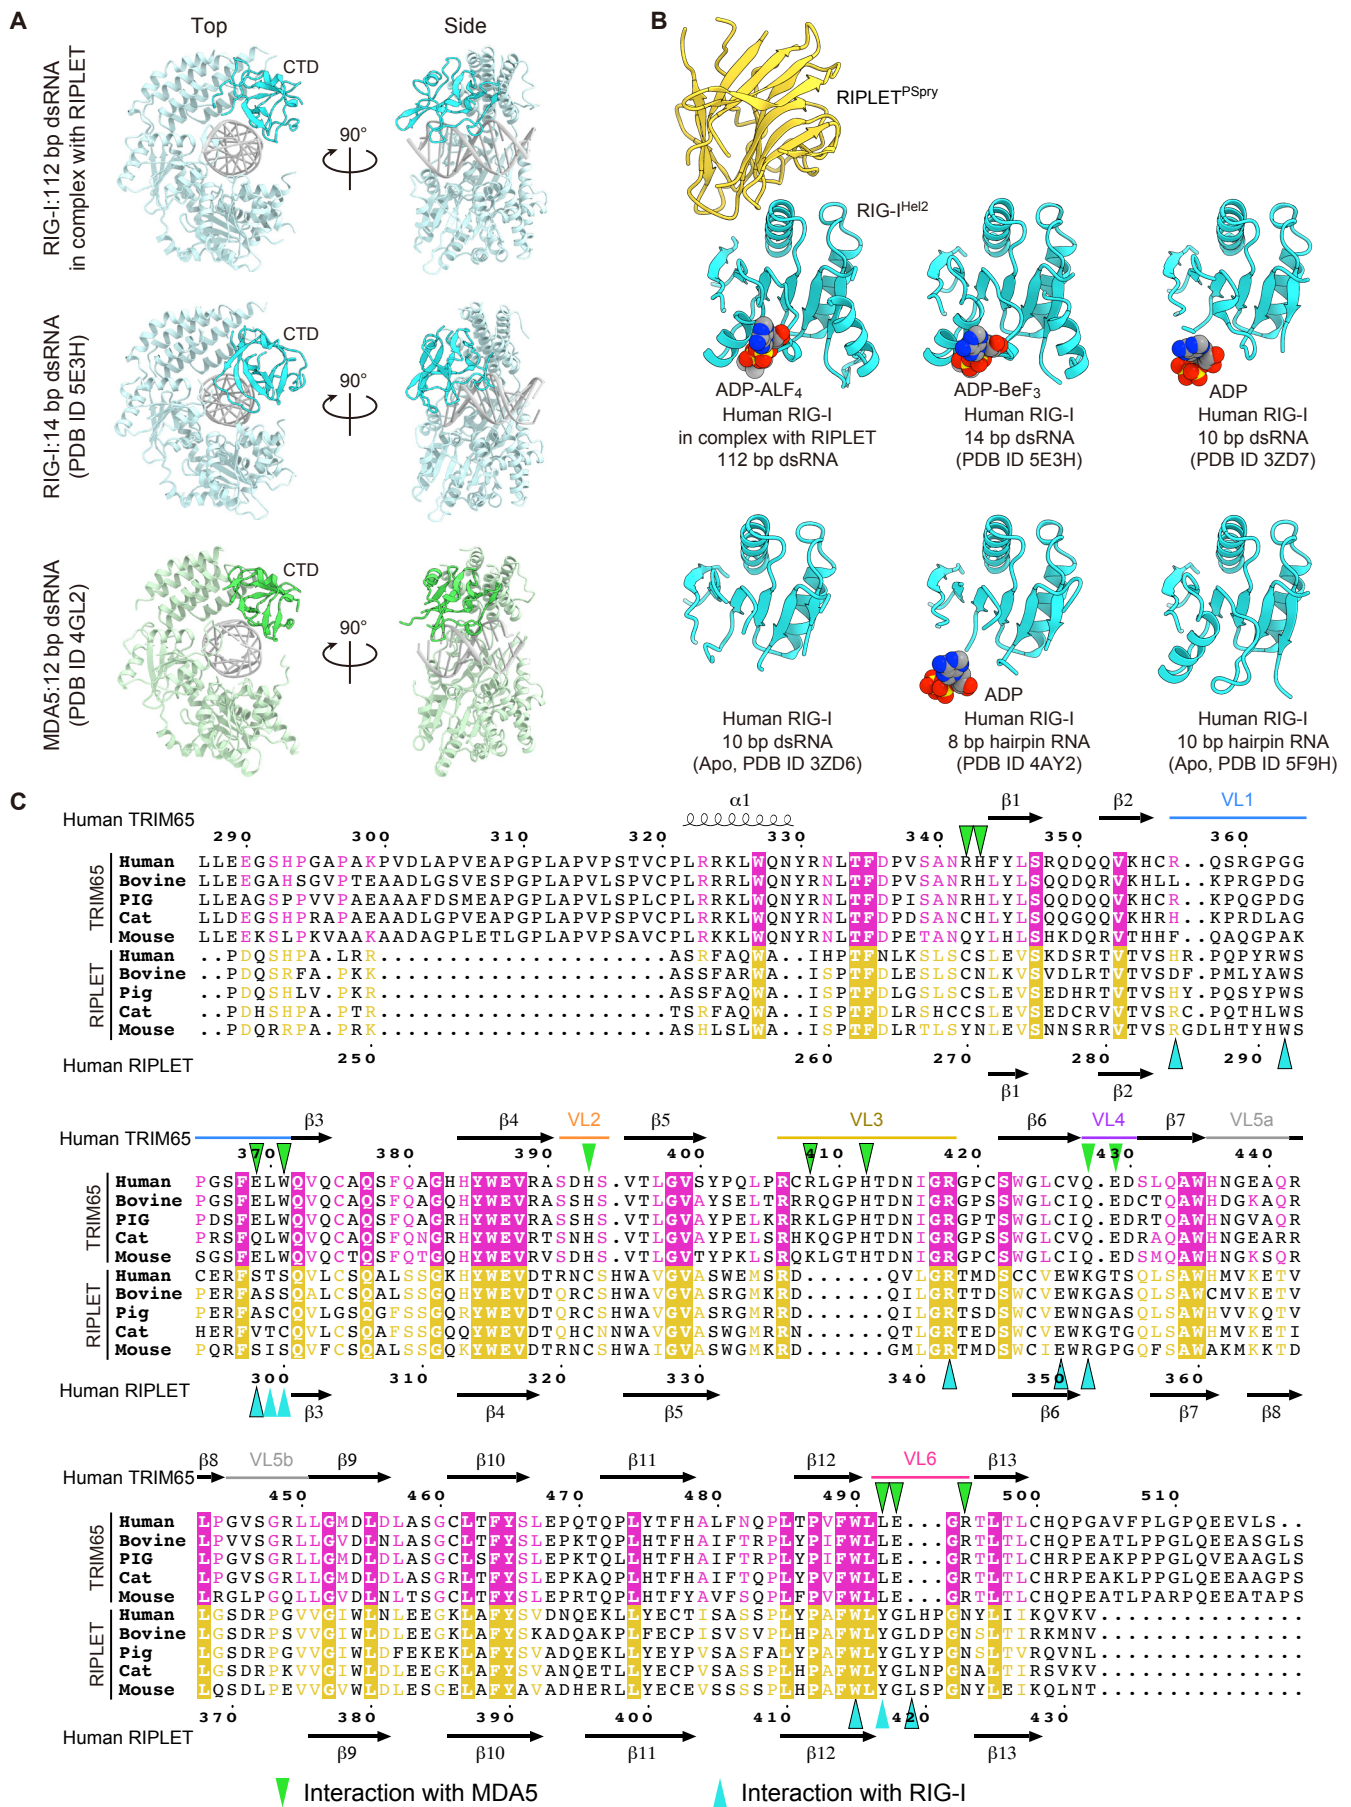 A
Top
Side
RIG-I:112 bp dsRNA
in complex with RIPLET
CTD
90°
RIG-I:14 bp dsRNA
(PDB ID 5E3H)
CTD
90°
MDA5:12 bp dsRNA
(PDB ID 4GL2)
CTD
90°
B
RIPLETPSpry
RIG-IHel2
ADP-ALF4
Human RIG-I
in complex with RIPLET
112 bp dsRNA
ADP-BeF3
Human RIG-I
14 bp dsRNA
(PDB ID 5E3H)
ADP
Human RIG-I
10 bp dsRNA
(PDB ID 3ZD7)
Human RIG-I
10 bp dsRNA
(Apo, PDB ID 3ZD6)
ADP
Human RIG-I
8 bp hairpin RNA
(PDB ID 4AY2)
Human RIG-I
10 bp hairpin RNA
(Apo, PDB ID 5F9H)
C
α1 β1 β2 VL1
Human TRIM65
290 300 310 320 330 340 350 360
TRIM65
Human LLEEGSHPGAPAKPVDLAPVEAPGPLAPVPSTVCPLRRKLWQNYRNLTFDPVSANRHFYLSRQDQQVKHCR..QSRGPGG
Bovine LLEEGAHSGVPTEAADLGSVESPGPLAPVLSPVCPLRRRLWQNYRNLTFDPVSANRHLYLSQQDQRVKHLL..KPRGPDG
PIG LLEAGSPPVVPAEAAAFDSMEAPGPLAPVLSPLCPLRRKLWQNYRNLTFDPVSANRHLYLSQQDQQVKHRL..KPQGPDG
Cat LLDEGSHPRAPAEAADLGPVEAPGPLAPVPSPVCPLRRKLWQNYRNLTFDPDSANCHLYLSQQGQQVKHRH..KPRDLAG
Mouse LLEEKSLPKVAAKAADAGPLETLGPLAPVPSAVCPLRKKLWQNYRNLTFDPETANQYLHLSHKDQRVTHHF..QAQGPAK
RIPLET
Human ..PDQSHPA.LRR.....................ASRFAQWA..IHPTFNLKSLSCSLEVSKDSRTVTVSHR.PQPYRWS
Bovine ..PDQSRFA.PKK.....................ASSFARWA..ISPTFDLESLSCNLEVSVDLRTVTVSDF.PMLYAWS
Pig ..PDQSHLV.PKR.....................ASSFAQWA..ISPTFDLGSLSCSLEVSEDHRTVTVSHY.PQSYPWS
Cat ..PDHSHPA.PTR.....................TSRFAQWA..ISPTFDLRSHCCSLEVSEDCRVVTVSRC.PQTHLWS
Mouse ..PDQRRPA.PRK.....................ASHLSLWA..ISPTFDLRTLSYNLEVSNNSRRVTVSRGDLHTYHWS
250 260 270 280 290
Human RIPLET
β1 β2
β3 β4 VL2 β5 VL3 β6 VL4 β7 VL5a
Human TRIM65
370 380 390 400 410 420 430 440
TRIM65
Human PGSFELWQVQCAQSFQAGHHYWEVRASDHS.VTLGVSYPQLPRCRLGPHTDNIGRGPCSWGLCVQ.EDSLQAWHNGEAQR
Bovine PGSFELWQVQCAQSFQAGQHYWEVRASSHS.VTLGVAYPELTRRKQGPHTDNIGRGPSSWGLCIQ.EDCTQAWHDGKAQR
PIG PDSFELWQVQCAQSFQAGRHYWEVRASSHS.VTLGVAYPELKRRKLGPHTDNIGRGPTSWGLCIQ.EDRTQAWHNGVAQR
Cat PRSFQLWQVQCAQSFQNGRHYWEVRTSNHS.VTLGVAYPELSRHKQGPHTDNIGRGPSSWGLCVQ.EDRAQAWHNGEARR
Mouse SGSFELWQVQCTQSFQTGQHYWEVRVSDHS.VTLGVTYPKLSRQKLGTHTDNIGRGPCSWGLCIQ.EDSMQAWHNGKSQR
RIPLET
Human CERFSTSQVLCSQALSSGKHYWEVDTRNCSHWAVGVASWEMSRD......QVLGRTMDSCCVEWKGTSQLSAWHMVKETV
Bovine PERFASSQALCSQALSSGKHYWEVDTQRCSHWAVGVASRGMKRD......QILGRTTDSWCVEWKGASQLSAWCMVKETV
Pig PERFASCQVLGSQGFSSGRHYWEVDTQNCSHWAVGVASRGMSRD......QILGRTMDSWCVEWNGASQLSAWHVVKQTV
Cat HERFVTCQVLCSQAFSSGQQYWEVDTQHCNNWAVGVASWGMRRN......QTLGRTEDSWCVEWKGTGQLSAWHMVKETI
Mouse PQRFSISQVFCSQALSSGQKYWEVDTRNCSHWAIGVASWGMKRD......GMLGRTMDSWCIEWRGPGQFSAWAKMKKTD
300 310 320 330 340 350 360
Human RIPLET
β3 β4 β5 β6 β7 β8
β8 VL5b β9 β10 β11 β12 VL6 β13
Human TRIM65
450 460 470 480 490 500 510
TRIM65
Human LPGVSGRLLGMDLDLASGCLTFYSLEPQTQPLYTFHALFNQPLTPVFWLLE...GRTLTLCHQPGAVFPLGPQEEVLS..
Bovine LPVVSGRLLGVDLNLASGCLTFYSLEPKTQPLHTFHAIFTRPLYPIFWLLE...GRTLTLCHQPEATLPPGLQEEASGLS
PIG LPGVSGRLLGMDLDLASGCLSFYSLEPKTQLLHTFHAIFTRPLYPIFWLLE...GRTLTLCHRPEAKPPPGLQVEAAGLS
Cat LPGVSGRLLGMDLDLASGRLTFYSLEPKAQPLHTFHAIFTQPLYPVFWLLE...GRTLTLCHRPEAKLPPGLQEEAAGPS
Mouse LRGLPGQLLGVDLNLTSGCLTFYSLEPRTQPLHTFYAVFSQPLYPVFWLLE...GRTLTLCHQPEATLPARPQEEATAPS
RIPLET
Human LGSDRPGVVGIWLNLEEGKLAFYSVDNQEKLLYECTISASSPLYPAFWLYGLHPGNYLIIKQVKV...............
Bovine LGSDRPSVVGIWLDLEEGKLAFYSKADQAKPLFECPISVSVPLHPAFWLYGLDPGNSLTIRKMNV...............
Pig LGSDRPGVVGIWLDFEKEKLAFYSVADQEKLLYEYPVSASFALYPAFWLYGLYPGNSLTVRQVNL...............
Cat LGSDRPKVVGIWLDLEEGKLAFYSVANQETLLYECPVSASSPLHPAFWLYGLNPGNALTIRSVKV...............
Mouse LQSDLPEVVGVWLDLESGELAFYAVADHERLLYECEVSSSSPLHPAFWLYGLSPGNYLEIKQLNT...............
370 380 390 400 410 420 430
Human RIPLET
β9 β10 β11 β12 β13
Interaction with MDA5
Interaction with RIG-I